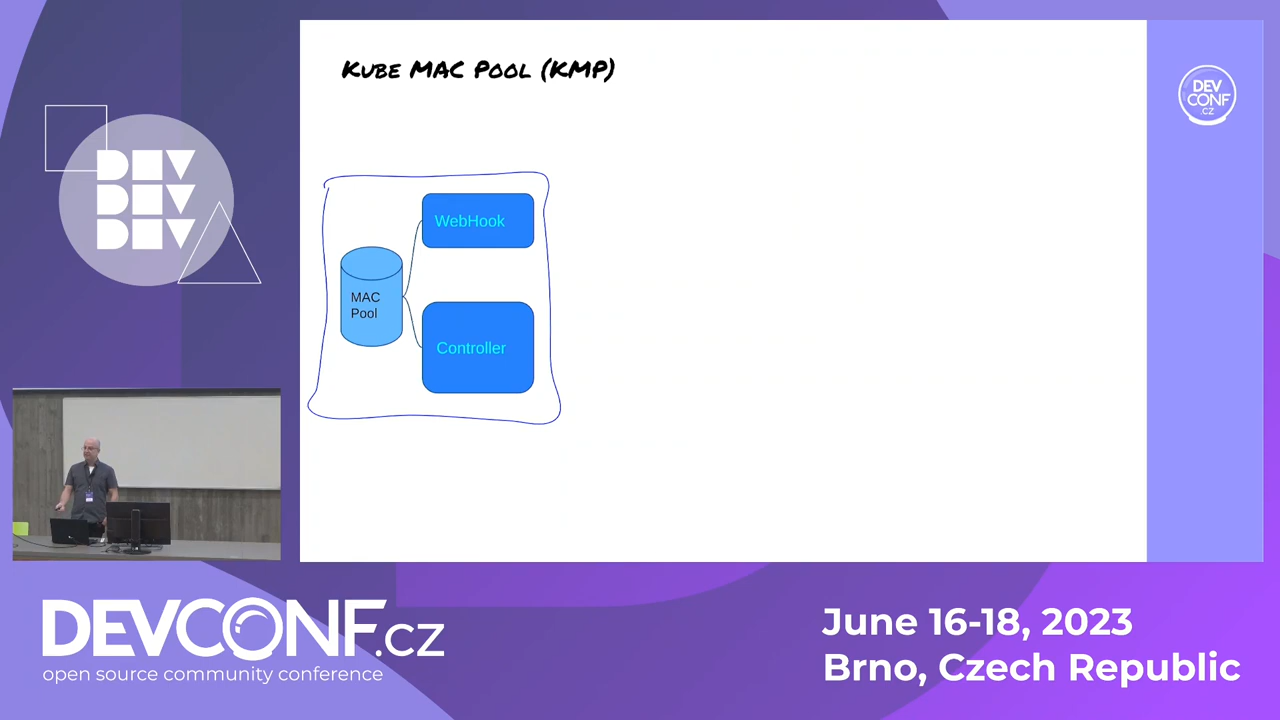 KUBE MAC POOL (KMP)
DEV
CONF
.CZ
DEV
DEV
DEV
WebHook
MAC
Pool
Controller
DEVCONF.cz
open source community conference
June 16-18, 2023
Brno, Czech Republic